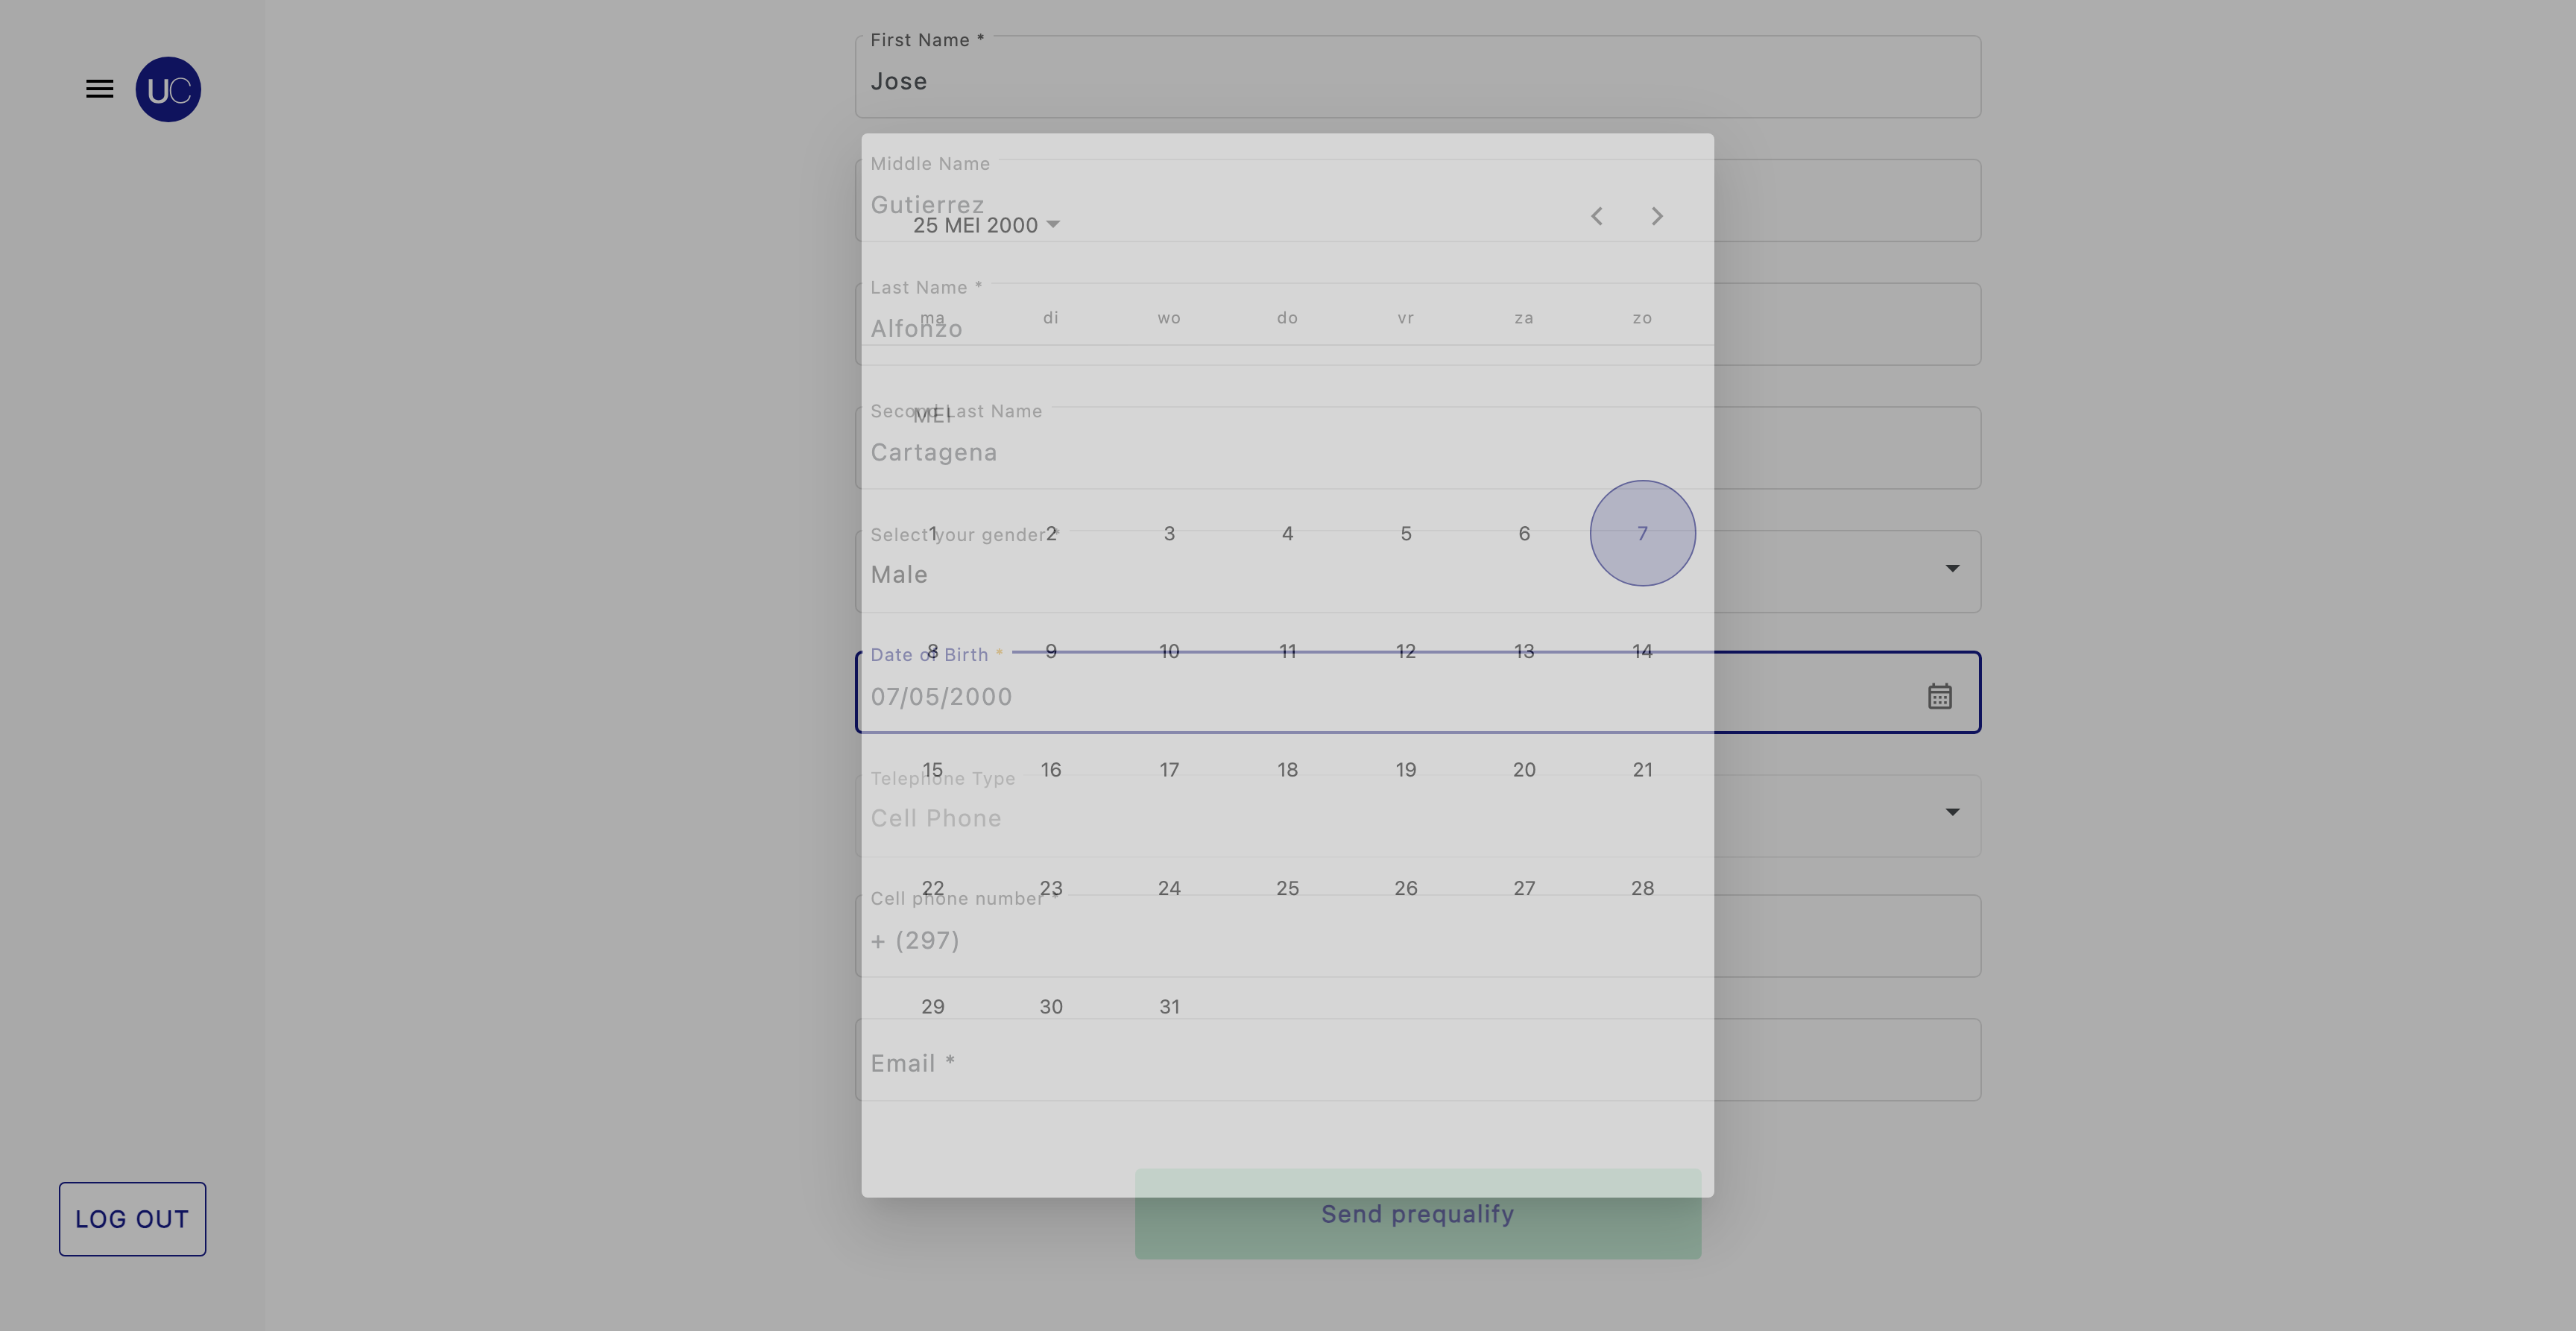 First Name *
UC
Jose
Middle Name
Gutierrez
25 MEI 2000
Last Name *
ma di wo do vr za zo
Alfonzo
Second Last Name
MEI
Cartagena
Select your gender *
1 2 3 4 5 6 7
Male
Date of Birth *
8 9 10 11 12 13 14
07/05/2000
15 16 17 18 19 20 21
Telephone Type
Cell Phone
22 23 24 25 26 27 28
Cell phone number *
+ (297)
29 30 31
Email *
Send prequalify
LOG OUT